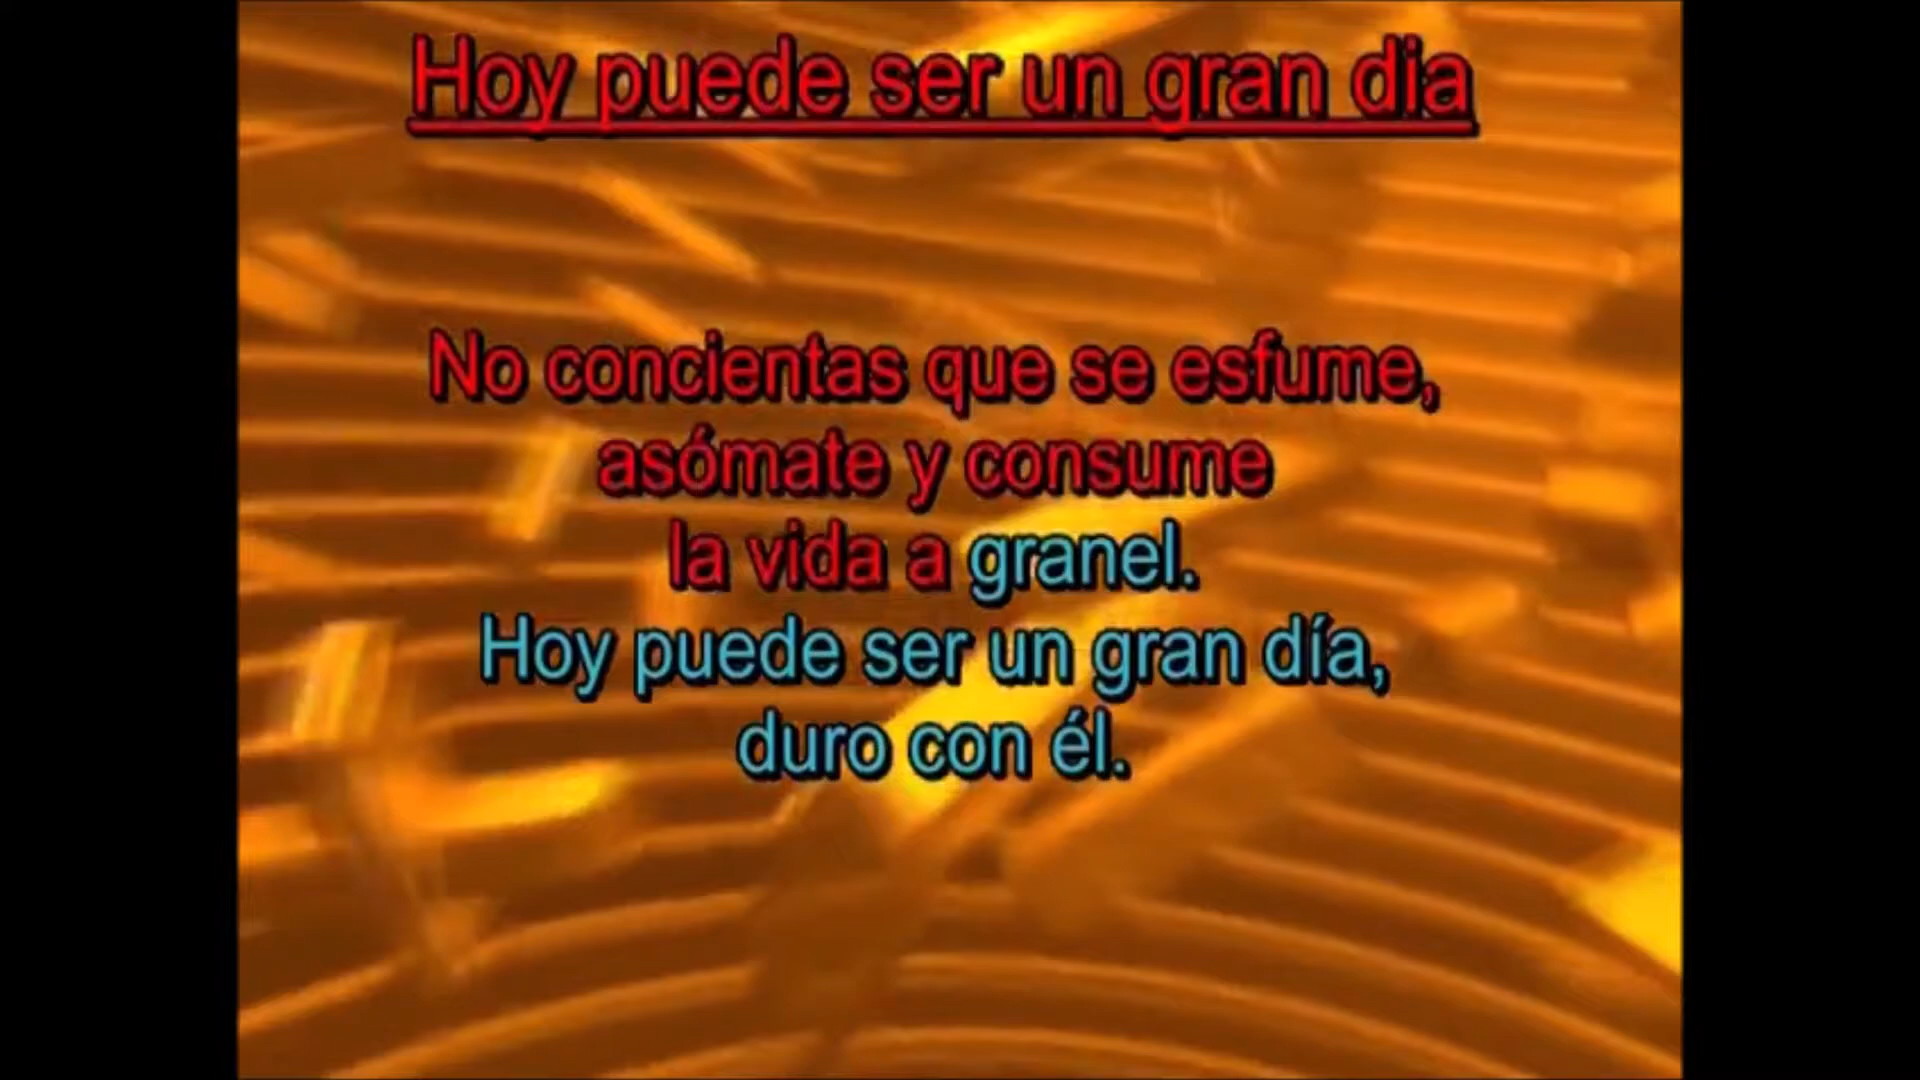 Hoy puede ser un gran dia
No concientas que se esfume,
asómate y consume
la vida a granel.
Hoy puede ser un gran día,
duro con él.